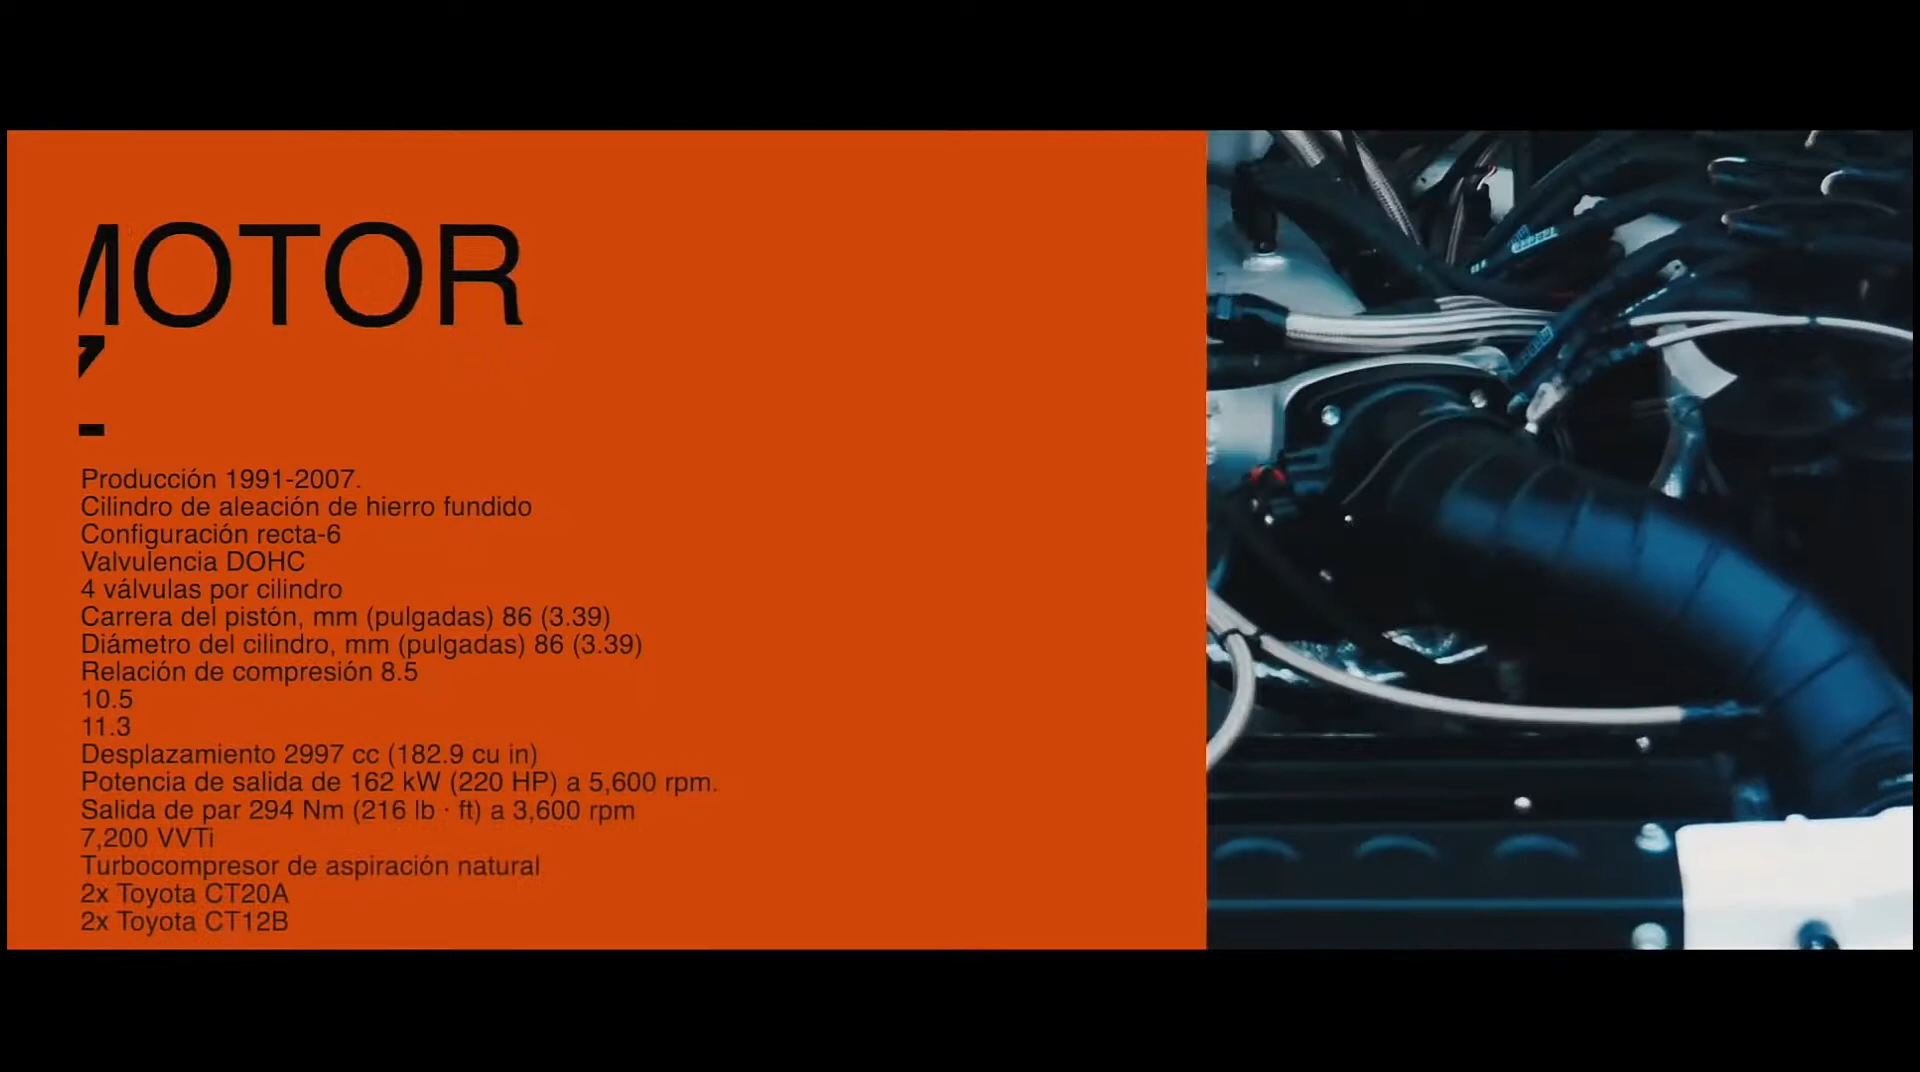 MOTOR
Producción 1991-2007.
Cilindro de aleación de hierro fundido
Configuración recta-6
Valvulencia DOHC
4 válvulas por cilindro
Carrera del pistón, mm (pulgadas) 86 (3.39)
Diámetro del cilindro, mm (pulgadas) 86 (3.39)
Relación de compresión 8.5
10.5
11.3
Desplazamiento 2997 cc (182.9 cu in)
Potencia de salida de 162 kW (220 HP) a 5,600 rpm.
Salida de par 294 Nm (216 lb · ft) a 3,600 rpm
7,200 VVTi
Turbocompresor de aspiración natural
2x Toyota CT20A
2x Toyota CT12B